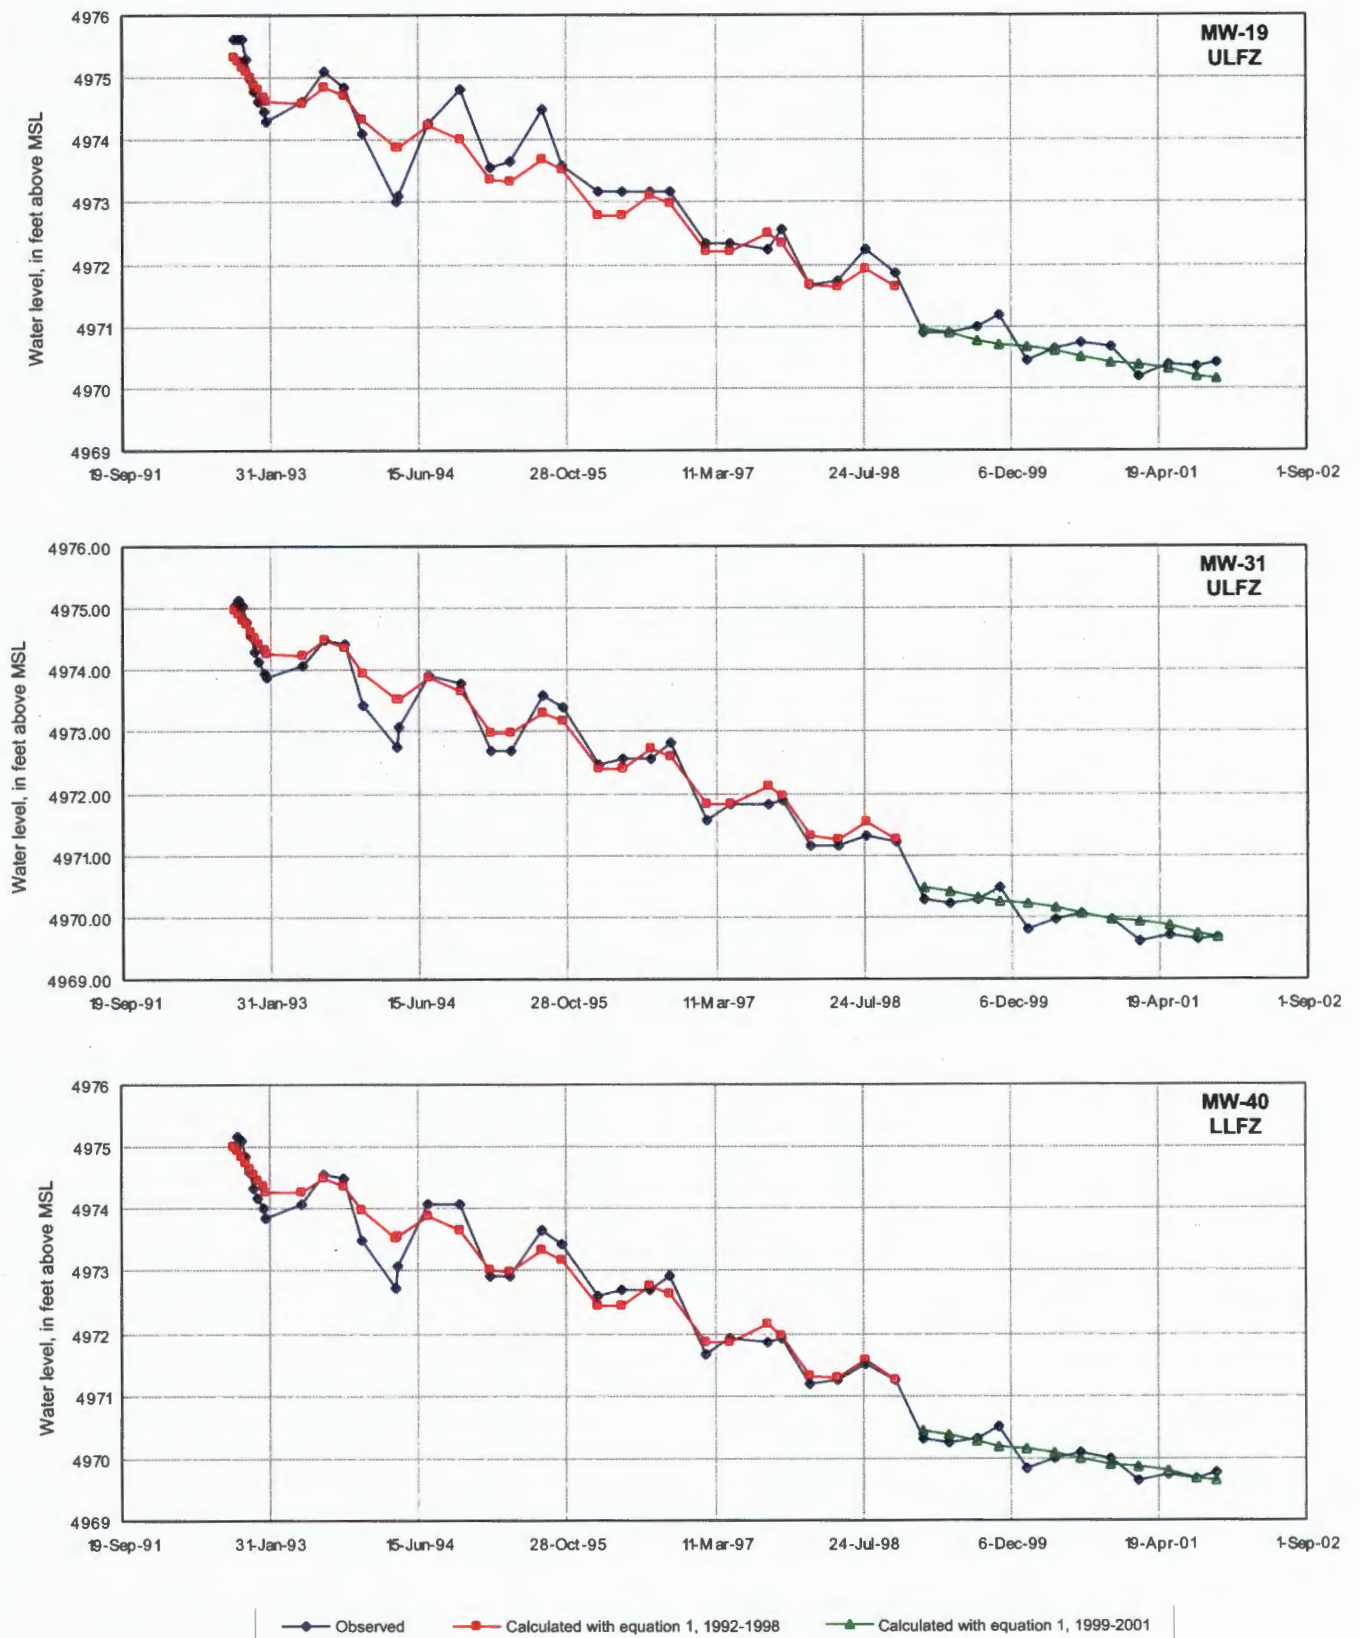 MW-19
ULFZ
Water level, in feet above MSL
4976
4975
4974
4973
4972
4971
4970
4969
19-Sep-91 31-Jan-93 15-Jun-94 28-Oct-95 11-Mar-97 24-Jul-98 6-Dec-99 19-Apr-01 1-Sep-02
MW-31
ULFZ
Water level, in feet above MSL
4976.00
4975.00
4974.00
4973.00
4972.00
4971.00
4970.00
4969.00
19-Sep-91 31-Jan-93 15-Jun-94 28-Oct-95 11-Mar-97 24-Jul-98 6-Dec-99 19-Apr-01 1-Sep-02
MW-40
LLFZ
Water level, in feet above MSL
4976
4975
4974
4973
4972
4971
4970
4969
19-Sep-91 31-Jan-93 15-Jun-94 28-Oct-95 11-Mar-97 24-Jul-98 6-Dec-99 19-Apr-01 1-Sep-02
Observed Calculated with equation 1, 1992-1998 Calculated with equation 1, 1999-2001